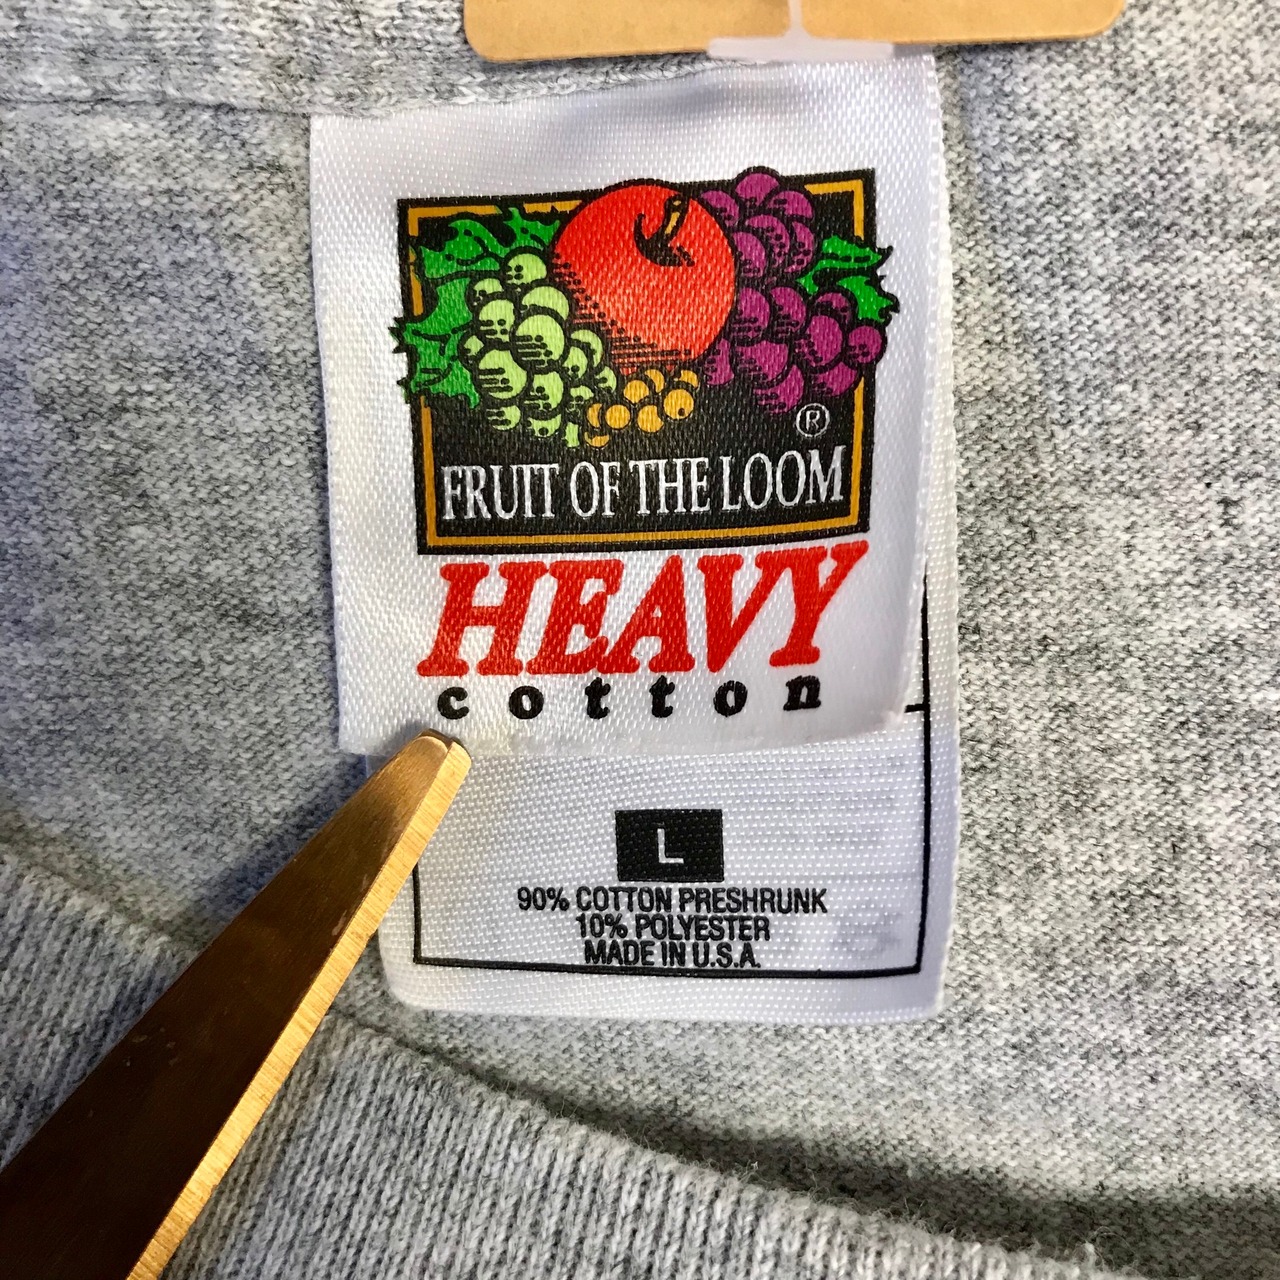 ®
FRUIT OF THE LOOM
HEAVY
cotton
L
90% COTTON PRESHRUNK
10% POLYESTER
MADE IN U.S.A.